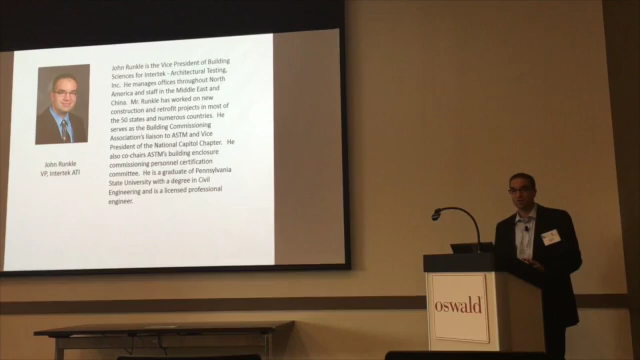 John Runkle is the Vice President of Building
Sciences for Intertek - Architectural Testing,
Inc.  He manages offices throughout North
America and staff in the Middle East and
China.  Mr. Runkle has worked on new
construction and retrofit projects in most of
the 50 states and numerous countries.  He
serves as the Building Commissioning
Association's liaison to ASTM and Vice
President of the National Capitol Chapter.  He
also co-chairs ASTM's building enclosure
commissioning personnel certification
committee.  He is a graduate of Pennsylvania
State University with a degree in Civil
Engineering and is a licensed professional
engineer.
John Runkle
VP, Intertek ATI
oswald